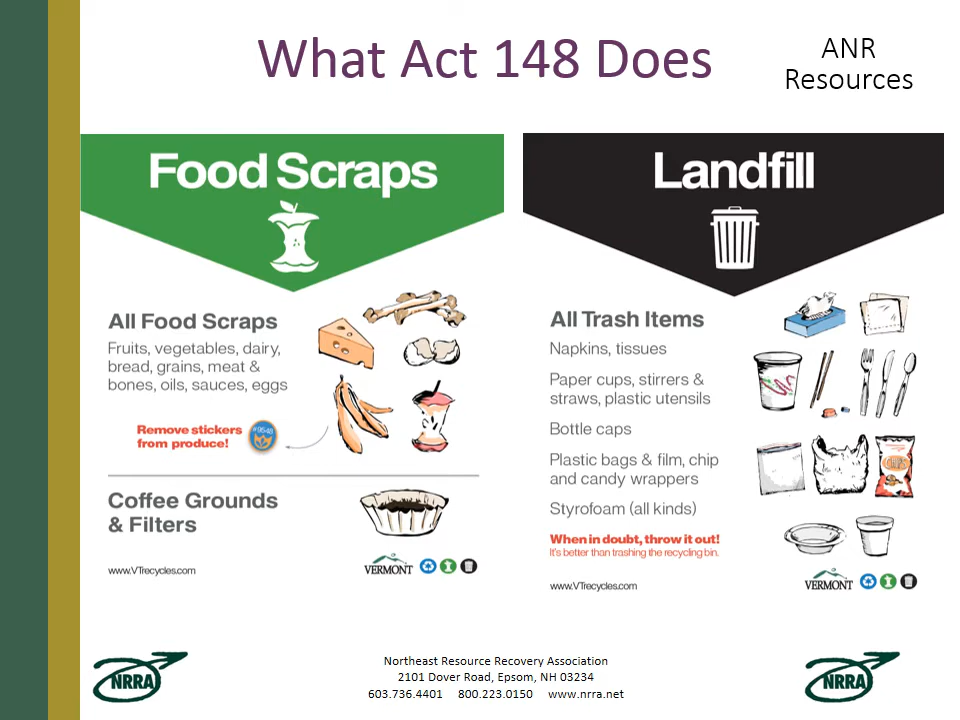 What Act 148 Does
ANR
Resources
Food Scraps
All Food Scraps
Fruits, vegetables, dairy,
bread, grains, meat &
bones, oils, sauces, eggs
Remove stickers
from produce!
Coffee Grounds
& Filters
www.VTrecycles.com
VERMONT
Landfill
All Trash Items
Napkins, tissues
Paper cups, stirrers &
straws, plastic utensils
Bottle caps
Plastic bags & film, chip
and candy wrappers
Styrofoam (all kinds)
When in doubt, throw it out!
It's better than trashing the recycling bin.
CHIPS
www.VTrecycles.com
VERMONT
NRRA
Northeast Resource Recovery Association
2101 Dover Road, Epsom, NH 03234
603.736.4401 800.223.0150 www.nrra.net
NRRA